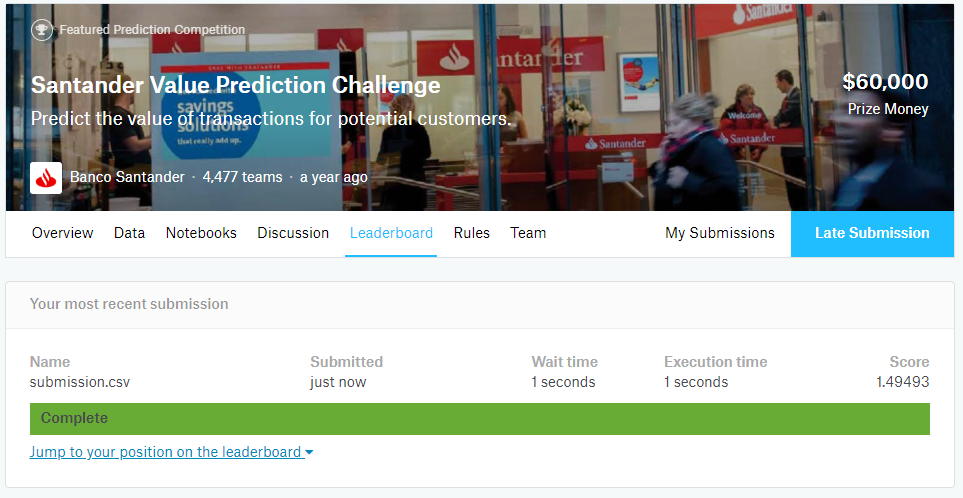 Featured Prediction Competition
Santander Value Prediction Challenge
Predict the value of transactions for potential customers.
$60,000
Prize Money
Banco Santander · 4,477 teams · a year ago
savings
solutions
that really add up.
Santander
Santander
Welcome
Santander
Santander
Overview Data Notebooks Discussion Leaderboard Rules Team My Submissions Late Submission
Your most recent submission
Name Submitted Wait time Execution time Score
submission.csv just now 1 seconds 1 seconds 1.49493
Complete
Jump to your position on the leaderboard